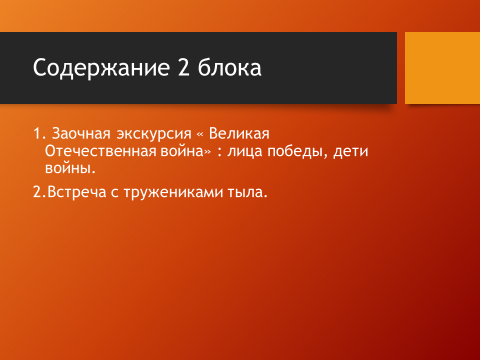 Содержание 2 блока
1. Заочная экскурсия « Великая
Отечественная война» : лица победы, дети
войны.
2.Встреча с тружениками тыла.